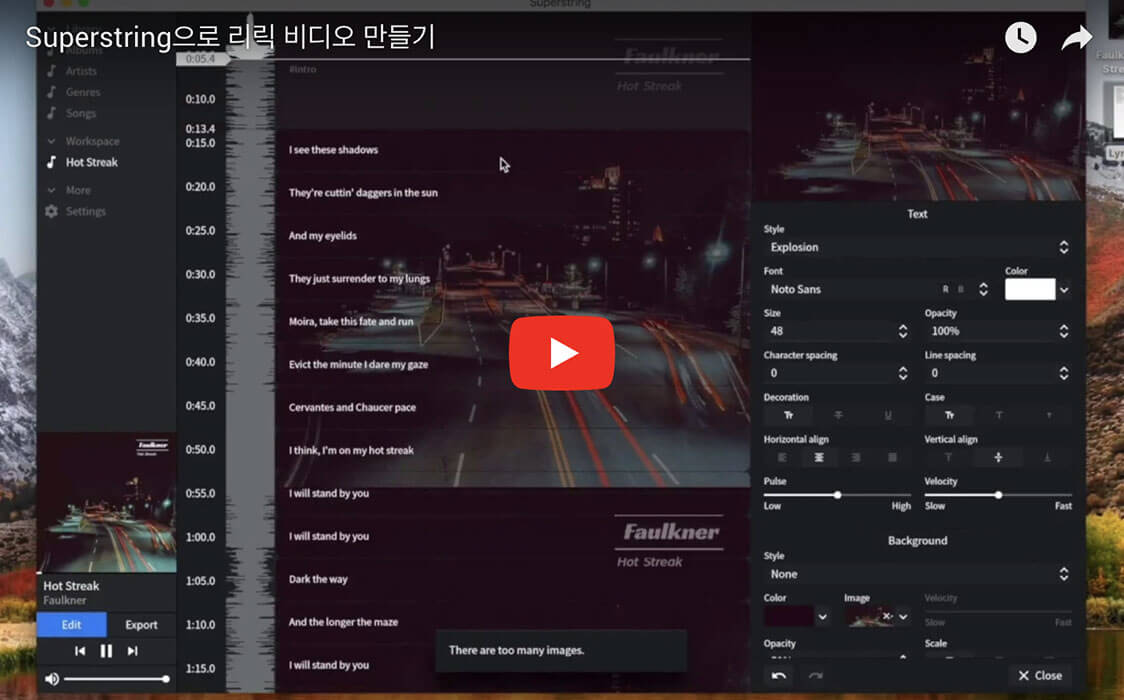 Superstring
Superstring으로 리릭 비디오 만들기
Albums
Artists
Genres
Songs
Workspace
Hot Streak
More
Settings
Faulkner
Hot Streak
Hot Streak
Faulkner
Edit
Export
0:05.4
0:10.0
0:13.4
0:15.0
0:20.0
0:25.0
0:30.0
0:35.0
0:40.0
0:45.0
0:50.0
0:55.0
1:00.0
1:05.0
1:10.0
1:15.0
#Intro
Faulkner
Hot Streak
I see these shadows
They're cuttin' daggers in the sun
And my eyelids
They just surrender to my lungs
Moira, take this fate and run
Evict the minute I dare my gaze
Cervantes and Chaucer pace
I think, I'm on my hot streak
I will stand by you
I will stand by you
Faulkner
Hot Streak
Dark the way
And the longer the maze
I will stand by you
There are too many images.
Text
Style
Explosion
Font
Color
Noto Sans
R B
Size
Opacity
48
100%
Character spacing
Line spacing
0
0
Decoration
Case
Tr
T
U
Tr
T
T
Horizontal align
Vertical align
Pulse
Velocity
Low
High
Slow
Fast
Background
Style
None
Color
Image
Velocity
Slow
Fast
Opacity
Scale
Close